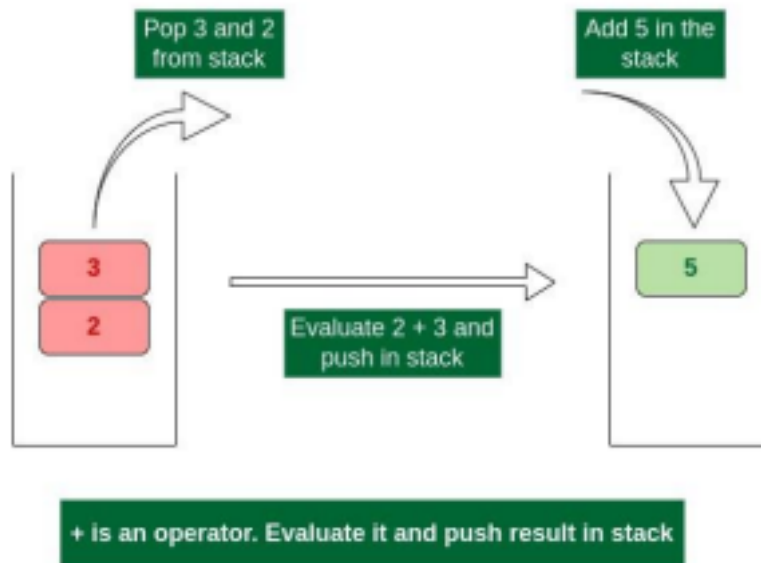 Pop 3 and 2
from stack
Add 5 in the
stack
3
2
5
Evaluate 2 + 3 and
push in stack
+ is an operator. Evaluate it and push result in stack